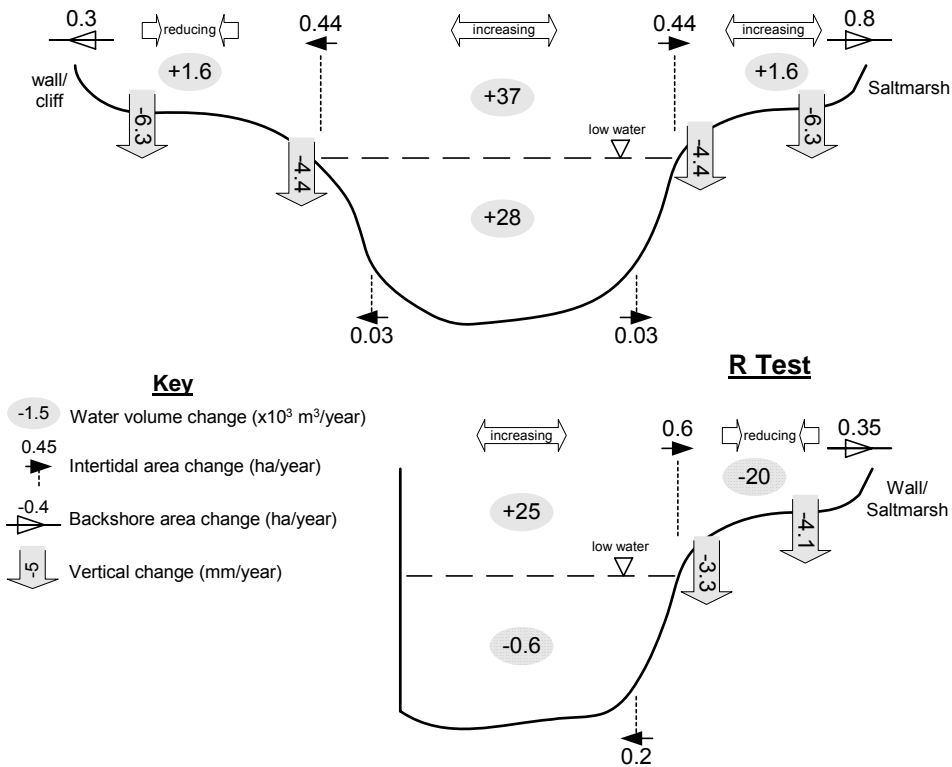 0.3
reducing
0.44
increasing
0.44
increasing
0.8
wall/
cliff
+1.6
+37
+1.6
Saltmarsh
-6.3
-4.4
low water
-4.4
-6.3
+28
0.03
0.03
R Test
Key
-1.5 Water volume change (x10³ m³/year)
0.45
Intertidal area change (ha/year)
-0.4
Backshore area change (ha/year)
-5 Vertical change (mm/year)
increasing
0.6
reducing
0.35
-20
+25
Wall/
Saltmarsh
low water
-3.3
-4.1
-0.6
0.2